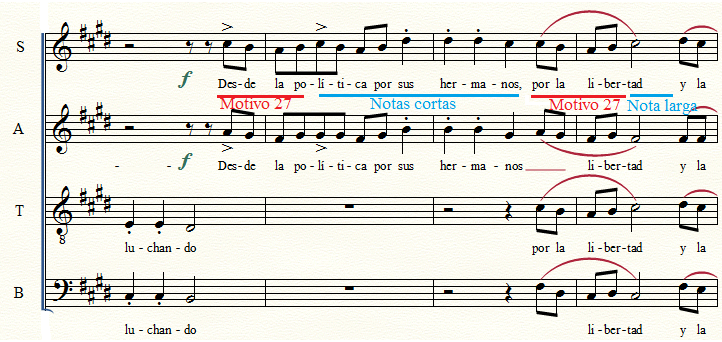 S
f
Des-de la po-lí-ti-ca por sus her-ma-nos, por la li-ber-tad y la
Motivo 27 Notas cortas Motivo 27 Nota larga
A
f
- - Des-de la po-lí-ti-ca por sus her-ma-nos li-ber-tad y la
T
8
lu-chan-do por la li-ber-tad y la
B
lu-chan-do li-ber-tad y la